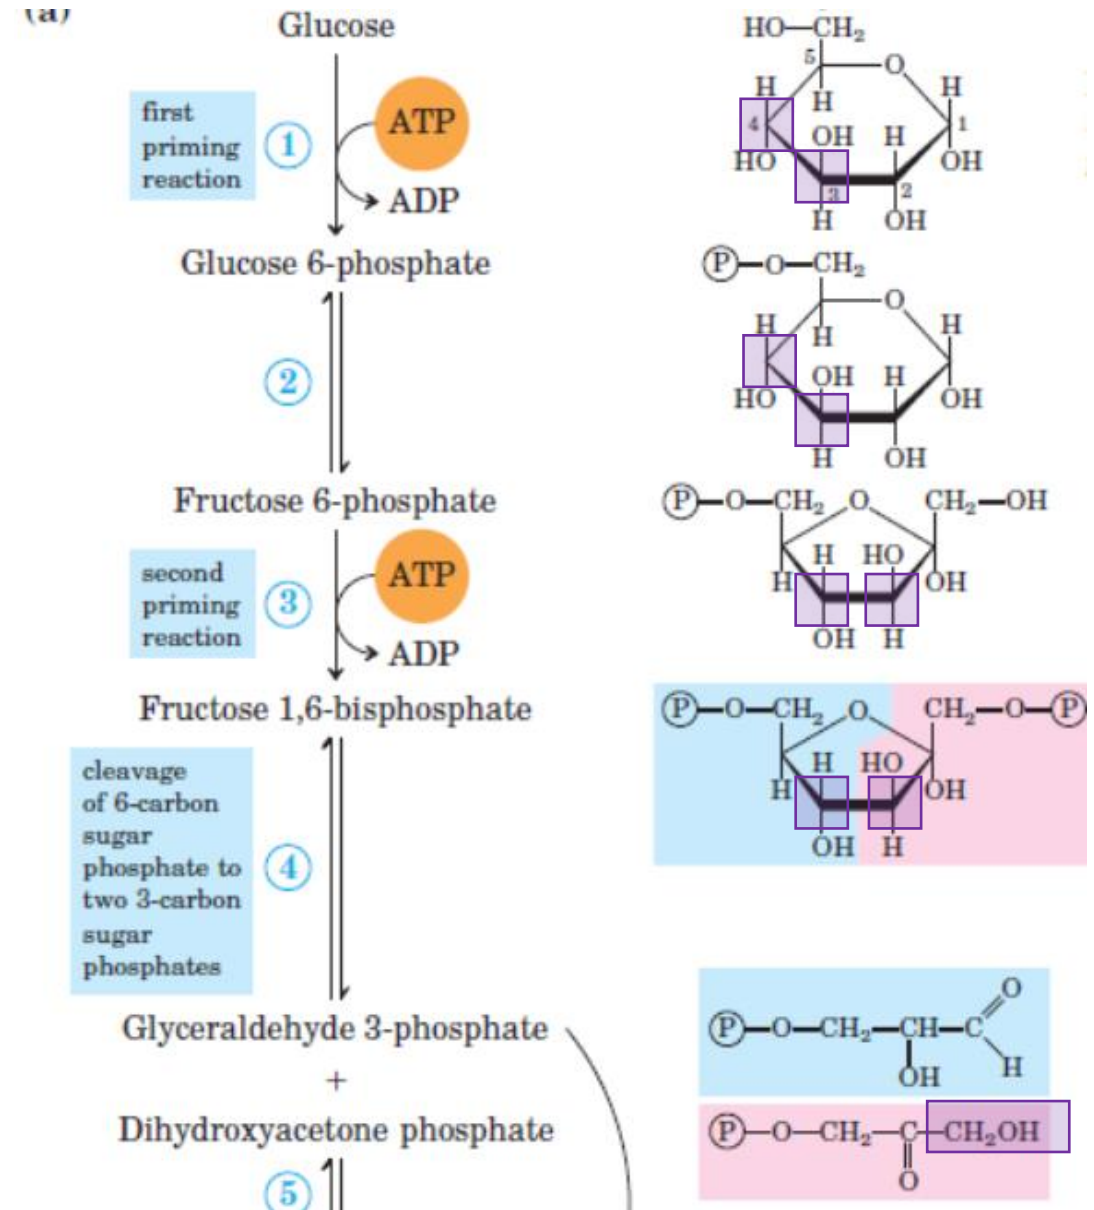 (a)
Glucose
first
priming
reaction
1
ATP
ADP
Glucose 6-phosphate
2
Fructose 6-phosphate
second
priming
reaction
3
ATP
ADP
Fructose 1,6-bisphosphate
cleavage
of 6-carbon
sugar
phosphate to
two 3-carbon
sugar
phosphates
4
Glyceraldehyde 3-phosphate
+
Dihydroxyacetone phosphate
5
HO—CH₂
5
O
H
H
H
4
OH
H
1
HO
OH
3
2
H
OH
P—O—CH₂
O
H
H
H
OH
H
HO
OH
H
OH
P—O—CH₂
O
CH₂—OH
H
HO
H
OH
OH
H
P—O—CH₂
O
CH₂—O—P
H
HO
H
OH
OH
H
O
P—O—CH₂—CH—C
OH
H
P—O—CH₂—C—CH₂OH
O